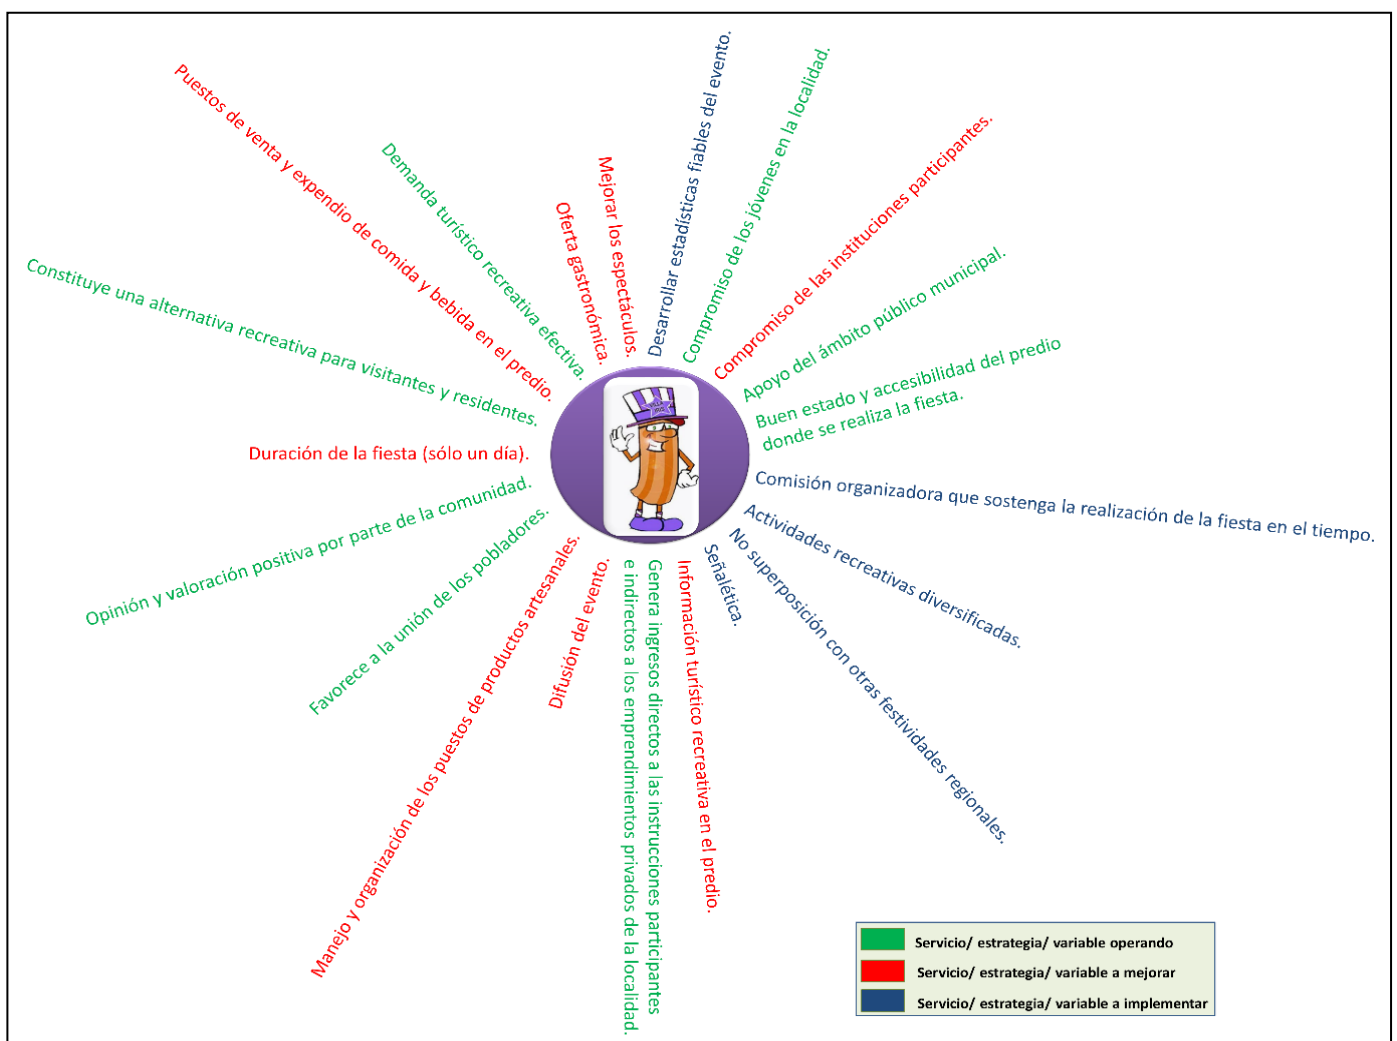 Desarrollar estadísticas fiables del evento.
Compromiso de los jóvenes en la localidad.
Compromiso de las instituciones participantes.
Apoyo del ámbito público municipal.
Buen estado y accesibilidad del predio
donde se realiza la fiesta.
Comisión organizadora que sostenga la realización de la fiesta en el tiempo.
Actividades recreativas diversificadas.
No superposición con otras festividades regionales.
Señalética.
Información turístico recreativa en el predio.
Genera ingresos directos a las instrucciones participantes
e indirectos a los emprendimientos privados de la localidad.
Difusión del evento.
Manejo y organización de los puestos de productos artesanales.
Favorece a la unión de los pobladores.
Opinión y valoración positiva por parte de la comunidad.
Duración de la fiesta (sólo un día).
Constituye una alternativa recreativa para visitantes y residentes.
Puestos de venta y expendio de comida y bebida en el predio.
Demanda turístico recreativa efectiva.
Oferta gastronómica.
Mejorar los espectáculos.
Servicio/ estrategia/ variable operando
Servicio/ estrategia/ variable a mejorar
Servicio/ estrategia/ variable a implementar